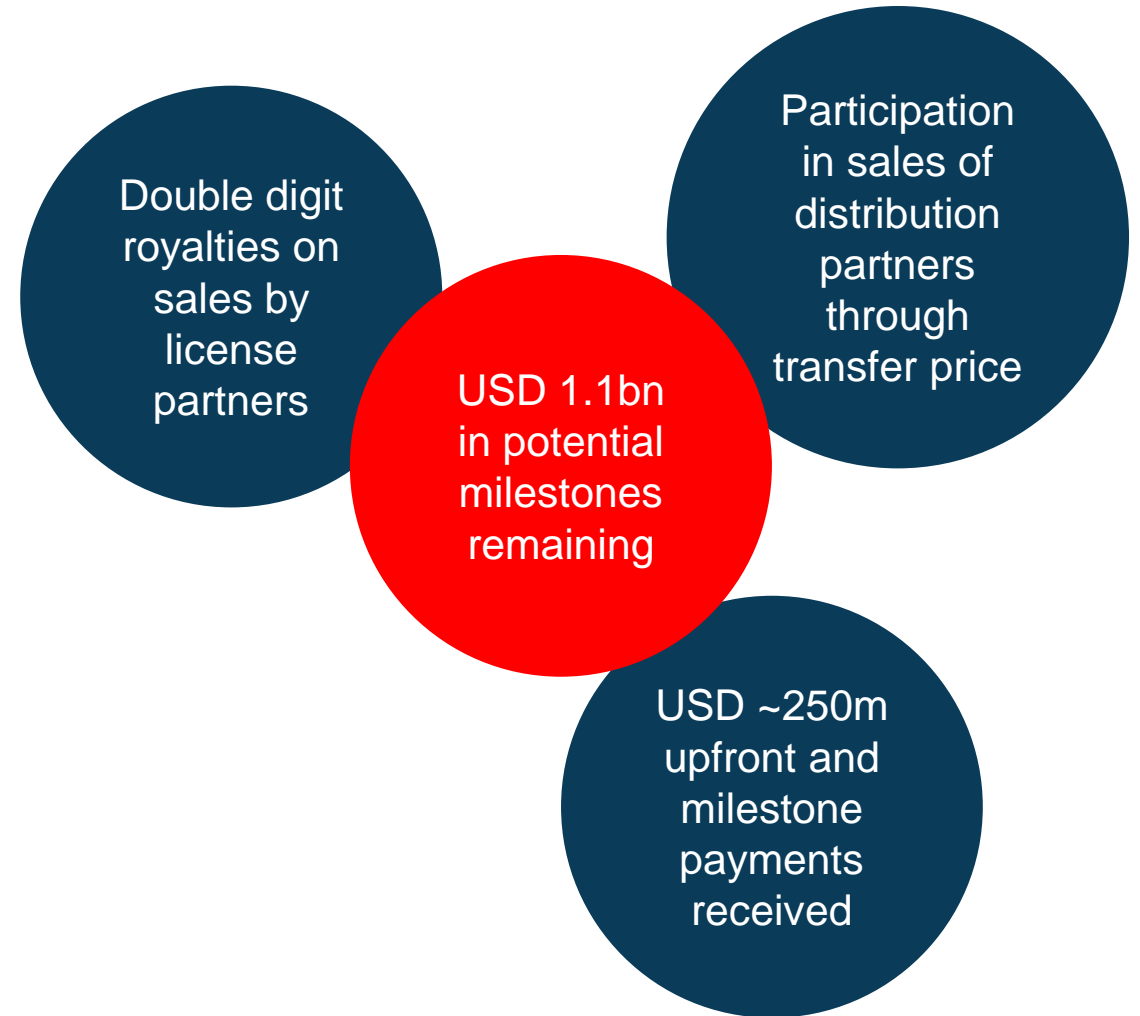 Double digit
royalties on
sales by
license
partners
Participation
in sales of
distribution
partners
through
transfer price
USD 1.1bn
in potential
milestones
remaining
USD ~250m
upfront and
milestone
payments
received